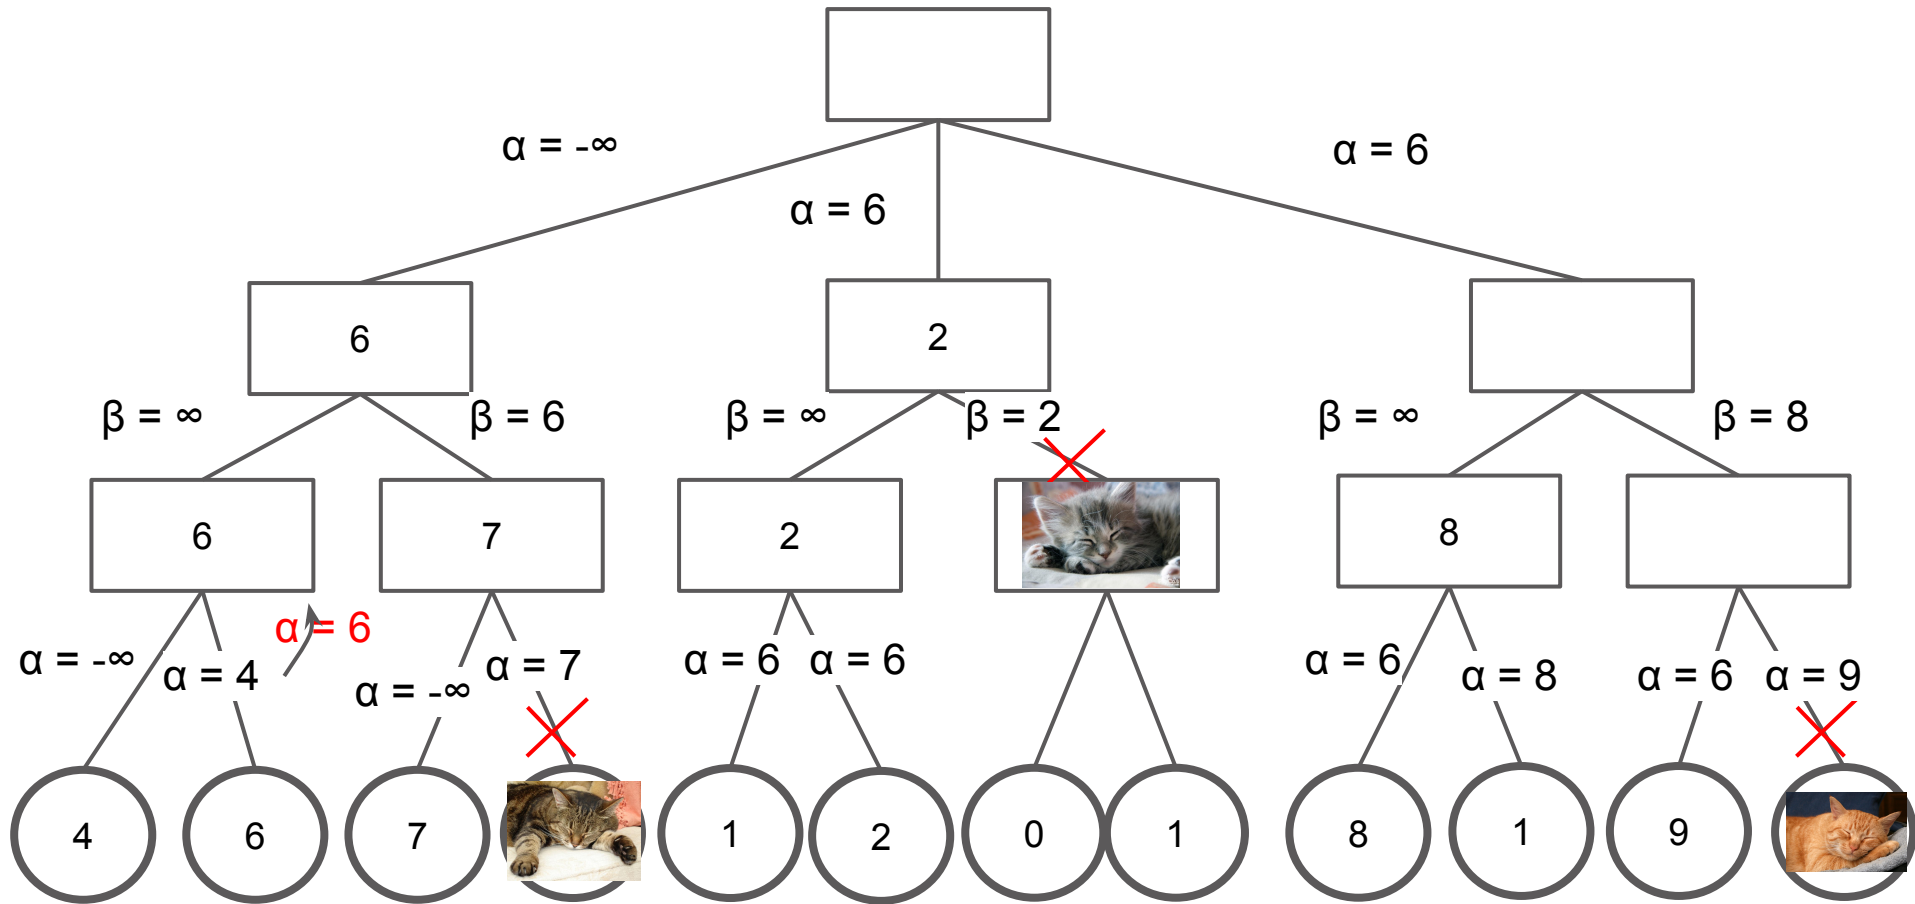 α = -∞
α = 6
α = 6
6
2
β = ∞
β = 6
β = ∞
β = 2
β = ∞
β = 8
6
7
2
8
α = 6
α = -∞
α = 4
α = -∞
α = 7
α = 6
α = 6
α = 6
α = 8
α = 6
α = 9
4
6
7
1
2
0
1
8
1
9